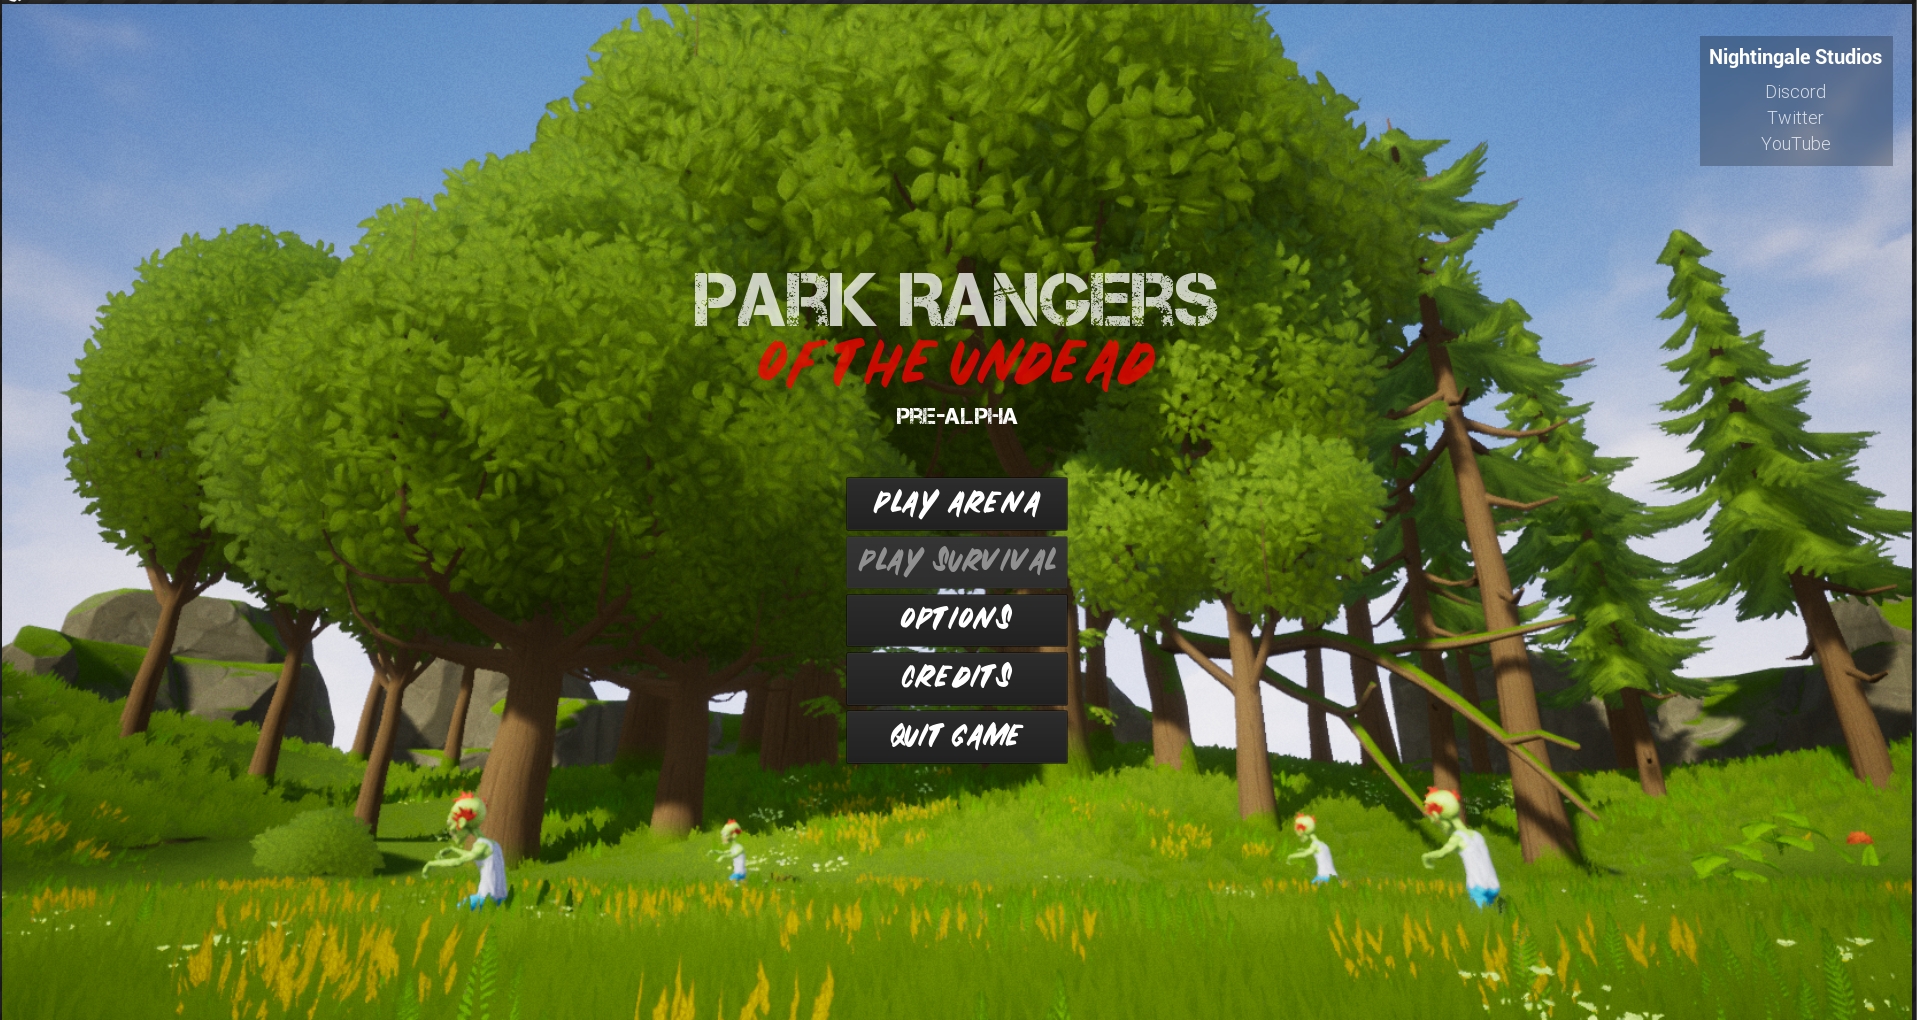 Nightingale Studios
Discord
Twitter
YouTube
PARK RANGERS
OF THE UNDEAD
PRE-ALPHA
PLAY ARENA
PLAY SURVIVAL
OPTIONS
CREDITS
QUIT GAME